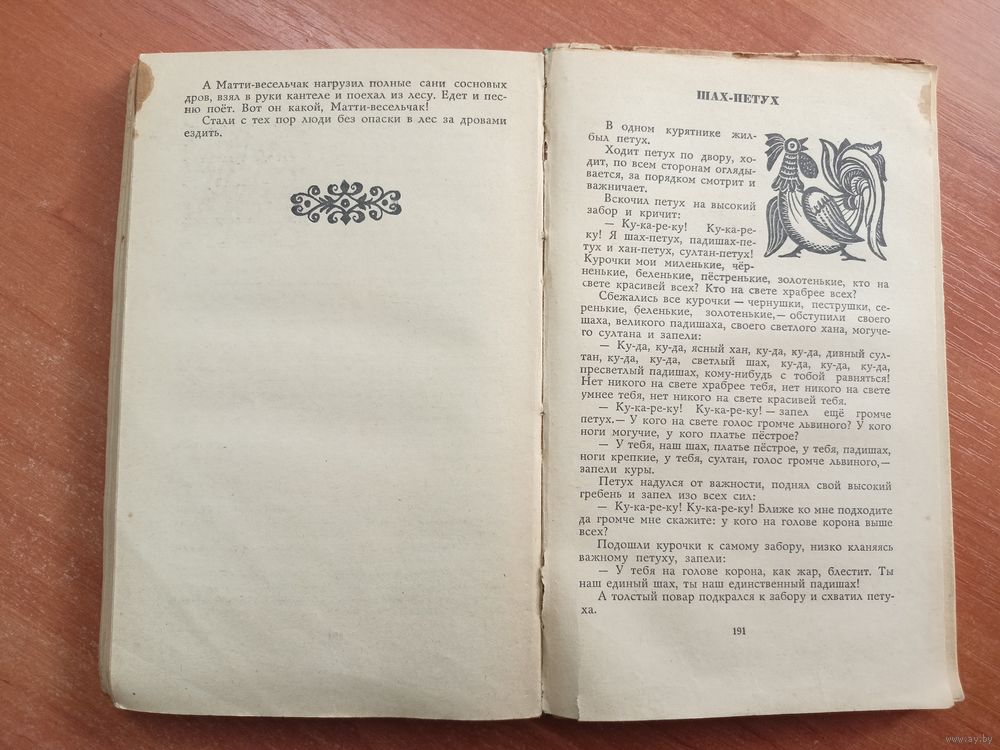 А Матти-весельчак нагрузил полные сани сосновых
дров, взял в руки кантеле и поехал из лесу. Едет и пес-
ню поёт. Вот он какой, Матти-весельчак!
Стали с тех пор люди без опаски в лес за дровами
ездить.
ШАХ-ПЕТУХ
В одном курятнике жил-
был петух.
Ходит петух по двору, хо-
дит, по всем сторонам огляды-
вается, за порядком смотрит и
важничает.
Вскочил петух на высокий
забор и кричит:
— Ку-ка-ре-ку! Ку-ка-ре-
ку! Я шах-петух, падишах-пе-
тух и хан-петух, султан-петух!
Курочки мои миленькие, чёр-
ненькие, беленькие, пёстренькие, золотенькие, кто на
свете красивей всех? Кто на свете храбрее всех?
Сбежались все курочки — чернушки, пеструшки, се-
ренькие, беленькие, золотенькие,— обступили своего
шаха, великого падишаха, своего светлого хана, могуче-
го султана и запели:
— Ку-да, ку-да, ясный хан, ку-да, ку-да, дивный сул-
тан, ку-да, ку-да, светлый шах, ку-да, ку-да, ку-да,
пресветлый падишах, кому-нибудь с тобой равняться!
Нет никого на свете храбрее тебя, нет никого на свете
умнее тебя, нет никого на свете красивей тебя.
— Ку-ка-ре-ку! Ку-ка-ре-ку! — запел ещё громче
петух.— У кого на свете голос громче львиного? У кого
ноги могучие, у кого платье пёстрое?
— У тебя, наш шах, платье пёстрое, у тебя, падишах,
ноги крепкие, у тебя, султан, голос громче львиного,—
запели куры.
Петух надулся от важности, поднял свой высокий
гребень и запел изо всех сил:
— Ку-ка-ре-ку! Ку-ка-ре-ку! Ближе ко мне подходите
да громче мне скажите: у кого на голове корона выше
всех?
Подошли курочки к самому забору, низко кланяясь
важному петуху, запели:
— У тебя на голове корона, как жар, блестит. Ты
наш единый шах, ты наш единственный падишах!
А толстый повар подкрался к забору и схватил пету-
ха.
191
www.ay.by